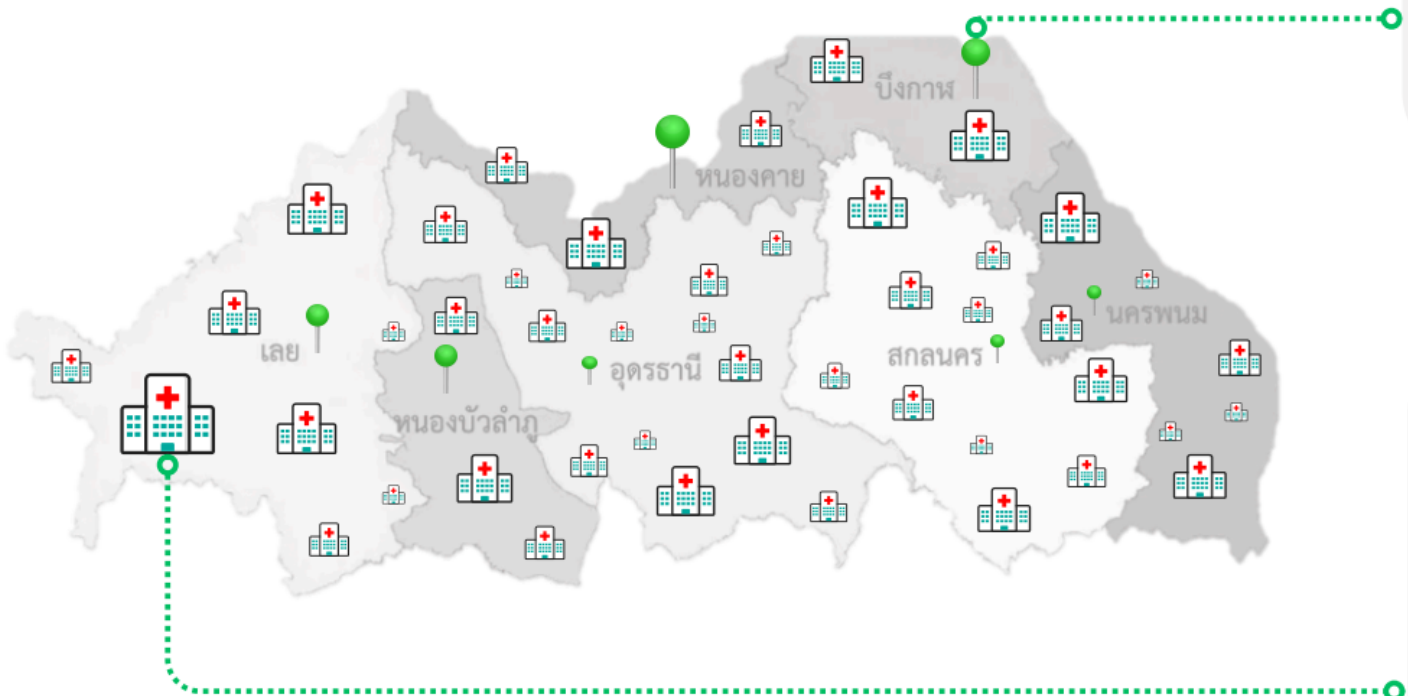 บึงกาฬ
หนองคาย
นครพนม
เลย
สกลนคร
อุดรธานี
หนองบัวลำภู